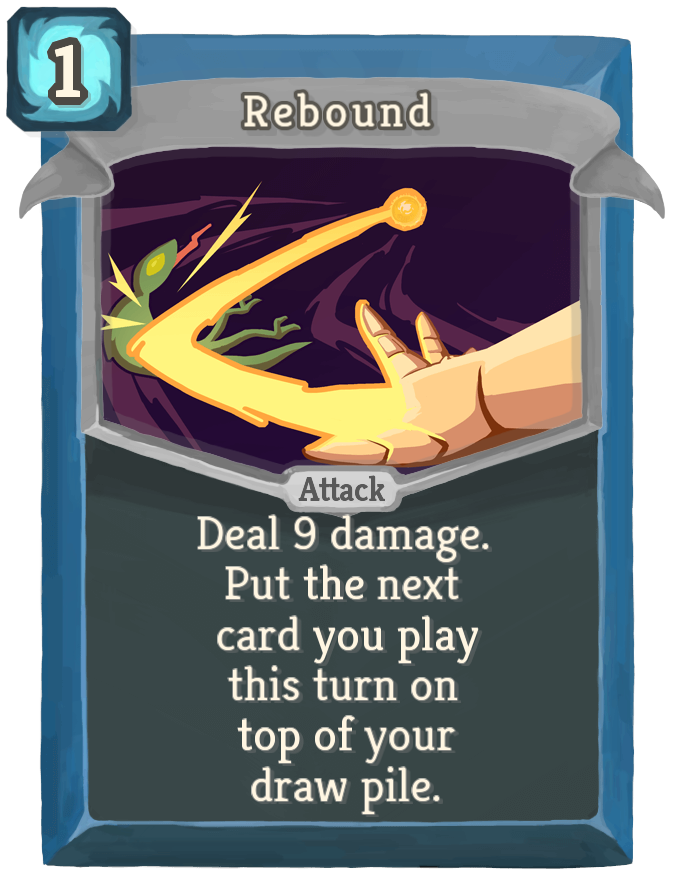 1
Rebound
Attack
Deal 9 damage.
Put the next
card you play
this turn on
top of your
draw pile.